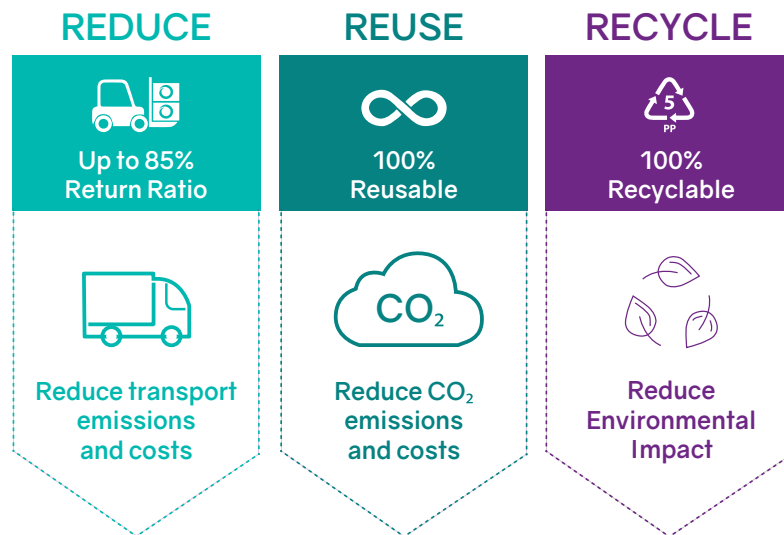 REDUCE
Up to 85%
Return Ratio
Reduce transport
emissions
and costs
REUSE
100%
Reusable
CO₂
Reduce CO₂
emissions
and costs
RECYCLE
5
PP
100%
Recyclable
Reduce
Environmental
Impact